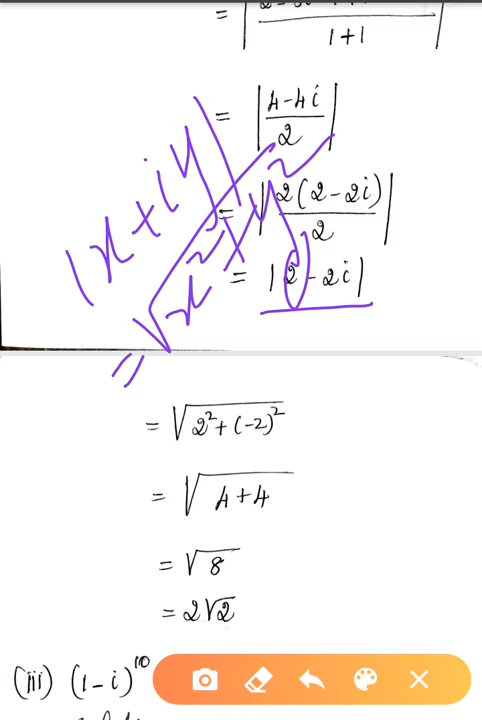 = | / 1+1 |
= | 4-4i / 2 |
= | 2(2-2i) / 2 |
= |2-2i|
|x+iy|
= √x²+y²
= √2²+(-2)²
= √4+4
= √8
= 2√2
(iii) (1-i)¹⁰